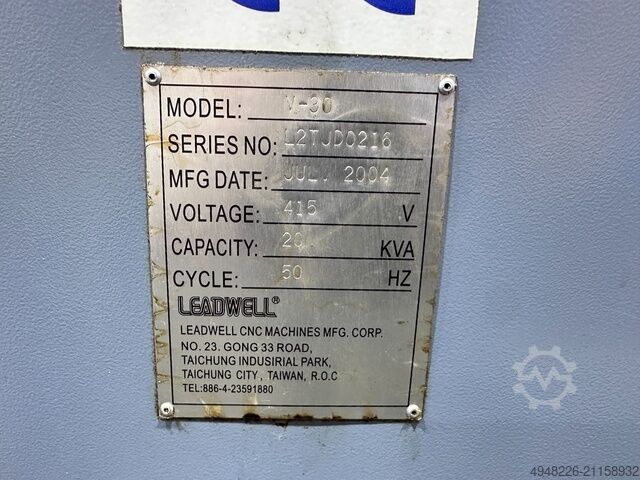 MODEL: V-30
SERIES NO: L2TJD0216
MFG DATE: JUL. 2004
VOLTAGE: 415 V
CAPACITY: 20 KVA
CYCLE: 50 HZ
LEADWELL®
LEADWELL CNC MACHINES MFG. CORP.
NO. 23. GONG 33 ROAD,
TAICHUNG INDUSIRIAL PARK,
TAICHUNG CITY, TAIWAN, R.O.C
TEL:886-4-23591880
4948226-21158932